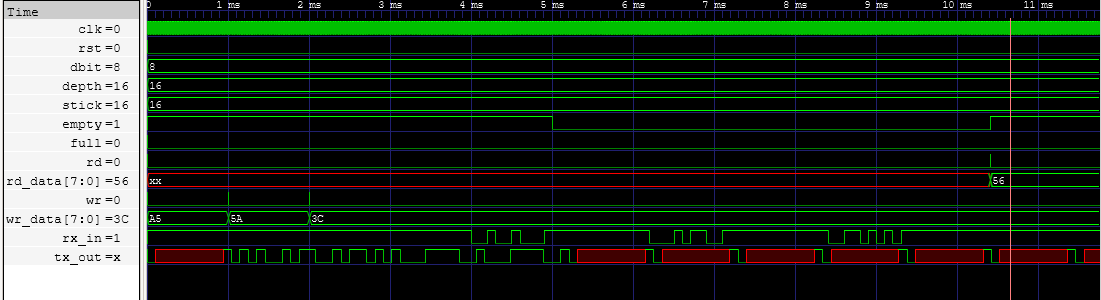 Time
0 1 ms 2 ms 3 ms 4 ms 5 ms 6 ms 7 ms 8 ms 9 ms 10 ms 11 ms
clk=0
rst=0
dbit=8 8
depth=16 16
stick=16 16
empty=1
full=0
rd=0
rd_data[7:0]=56 xx 56
wr=0
wr_data[7:0]=3C A5 5A 3C
rx_in=1
tx_out=x